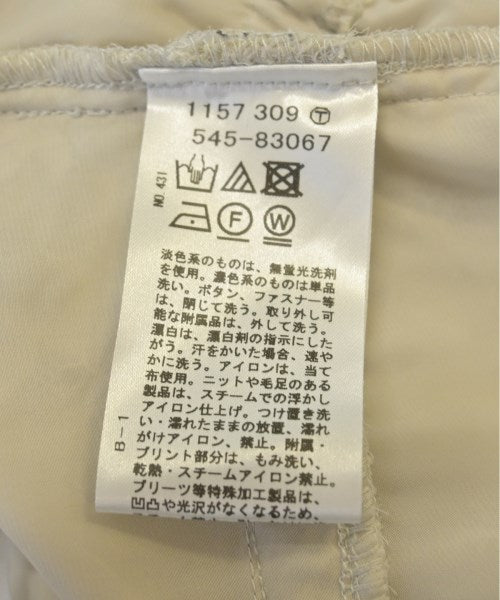 1157 309 Ⓣ
545-83067
NO.431
F W
淡色系のものは、無蛍光洗剤
を使用。濃色系のものは単品
洗い。ボタン、ファスナー等
は、閉じて洗う。取り外し可
能な附属品は、外して洗う。
漂白は、漂白剤の指示にした
がう。汗をかいた場合、速や
かに洗う。アイロンは、当て
布使用。ニットや毛足のある
製品は、スチームでの浮かし
アイロン仕上げ。つけ置き洗
い・濡れたままの放置、濡れ
がけアイロン、禁止。附属・
プリント部分は、もみ洗い、
乾熱・スチームアイロン禁止。
プリーツ等特殊加工製品は、
凹凸や光沢がなくなるため、
B-1